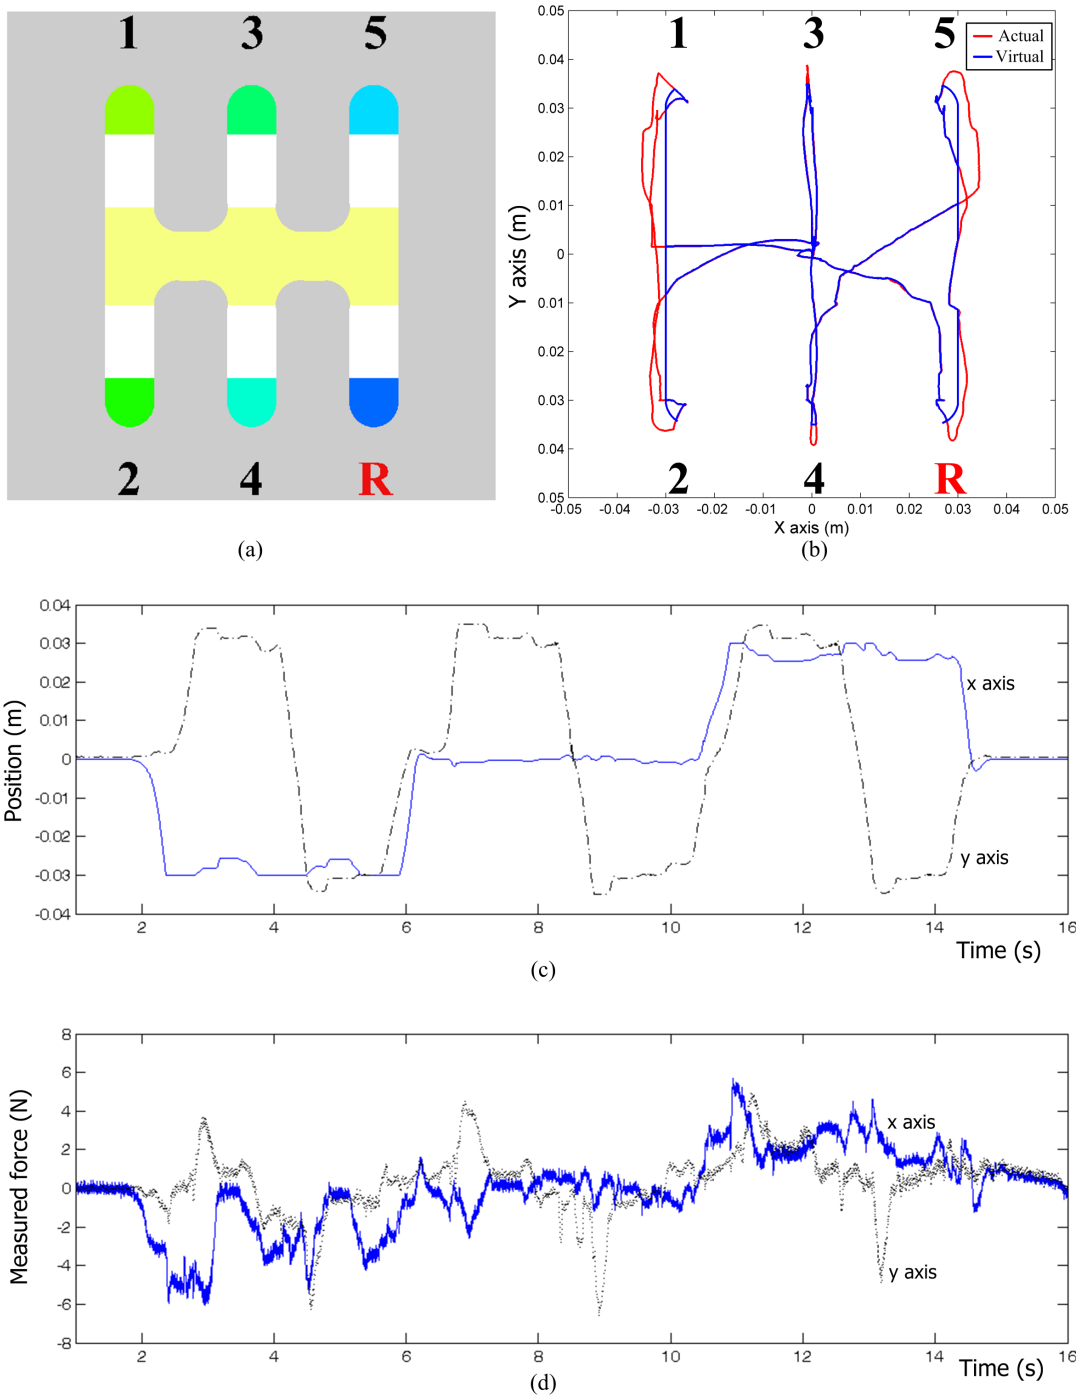 1 3 5
2 4 R
(a)
0.05
0.04
0.03
0.02
0.01
0
0.01
0.02
0.03
0.04
0.05
Y axis (m)
1 3 5
Actual
Virtual
2 4 R
-0.05 -0.04 -0.03 -0.02 -0.01 0 0.01 0.02 0.03 0.04 0.05
X axis (m)
(b)
0.04
0.03
0.02
0.01
0
-0.01
-0.02
-0.03
-0.04
Position (m)
x axis
y axis
2 4 6 8 10 12 14 16
Time (s)
(c)
8
6
4
2
0
-2
-4
-6
-8
Measured force (N)
x axis
y axis
2 4 6 8 10 12 14 16
Time (s)
(d)